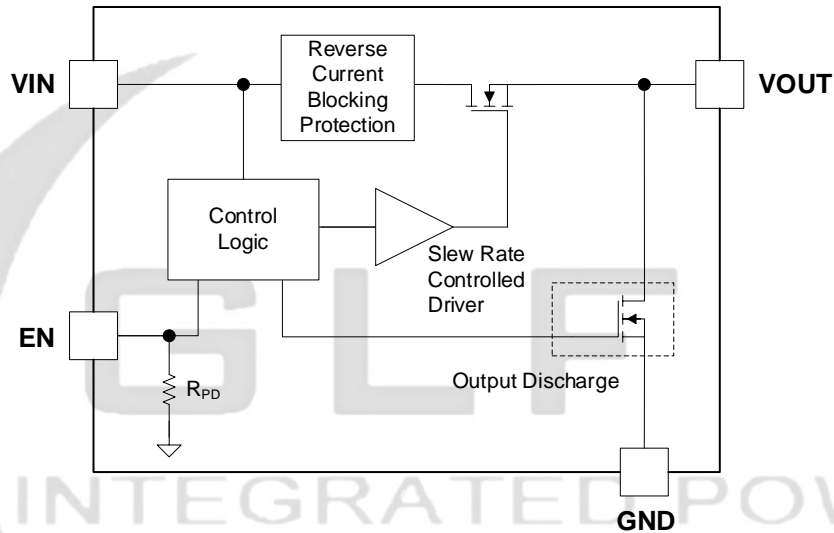 Reverse
Current
Blocking
Protection
VIN
VOUT
Control
Logic
Slew Rate
Controlled
Driver
EN
RPD
Output Discharge
GND
GLF
INTEGRATED POW